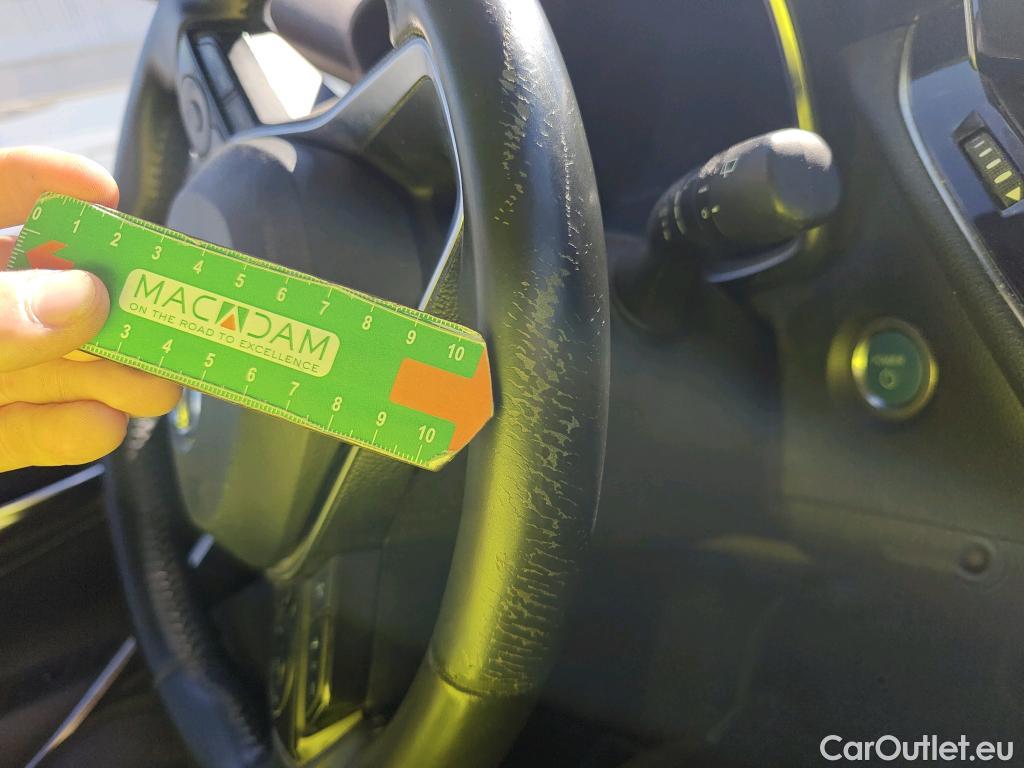 0 1 2 3 4 5 6 7 8 9 10
MACADAM
ON THE ROAD TO EXCELLENCE
3 4 5 6 7 8 9 10
POWER
CarOutlet.eu